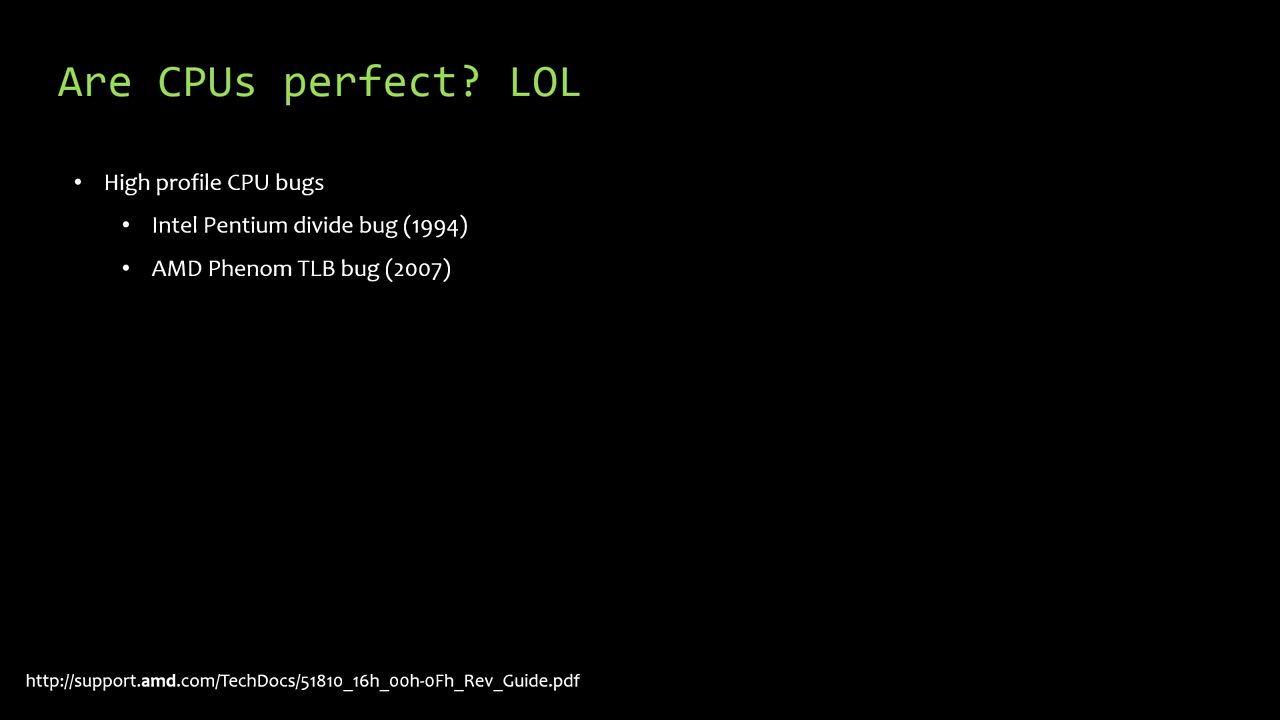 Are CPUs perfect? LOL
• High profile CPU bugs
• Intel Pentium divide bug (1994)
• AMD Phenom TLB bug (2007)
http://support.amd.com/TechDocs/51810_16h_00h-0Fh_Rev_Guide.pdf